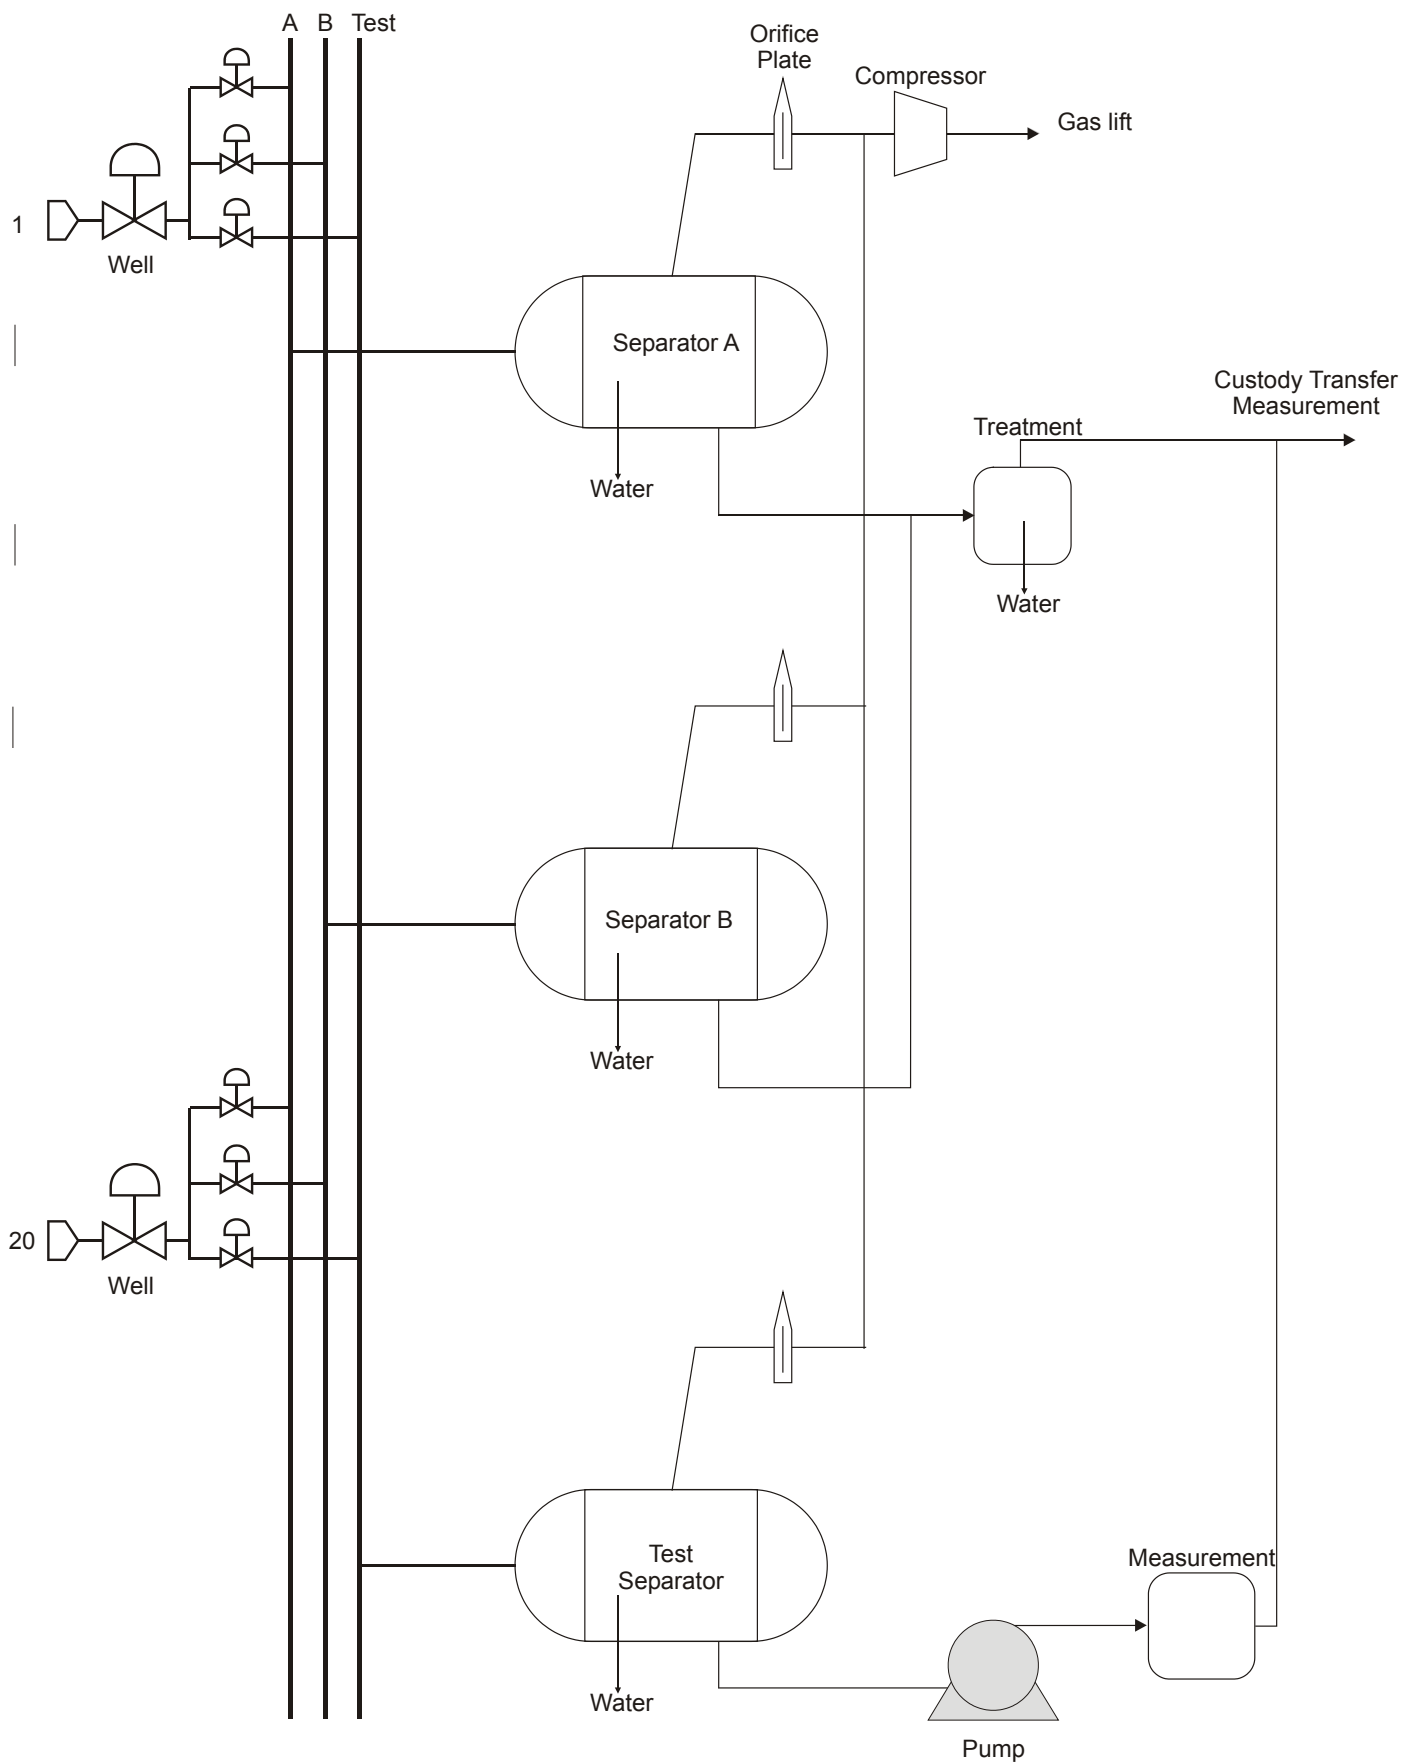 A B Test
Orifice
Plate
Compressor
Gas lift
1
Well
Separator A
Custody Transfer
Measurement
Treatment
Water
Water
Separator B
Water
20
Well
Test
Separator
Measurement
Water
Pump